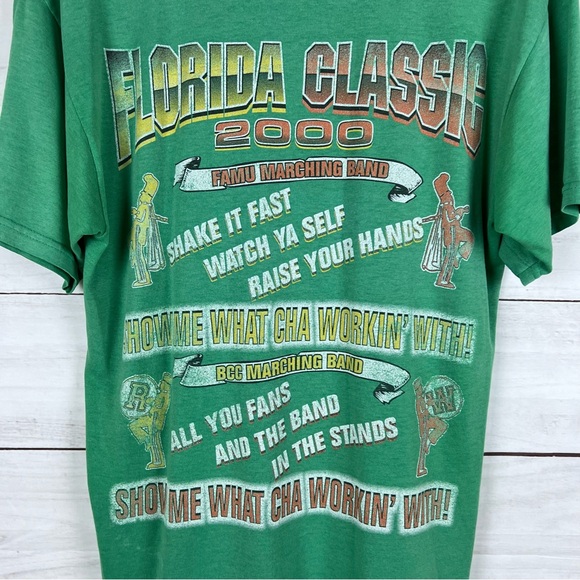 FLORIDA CLASSIC
2000
FAMU MARCHING BAND
SHAKE IT FAST
WATCH YA SELF
RAISE YOUR HANDS
SHOW ME WHAT CHA WORKIN' WITH!
BCC MARCHING BAND
ALL YOU FANS
AND THE BAND
IN THE STANDS
SHOW ME WHAT CHA WORKIN' WITH!